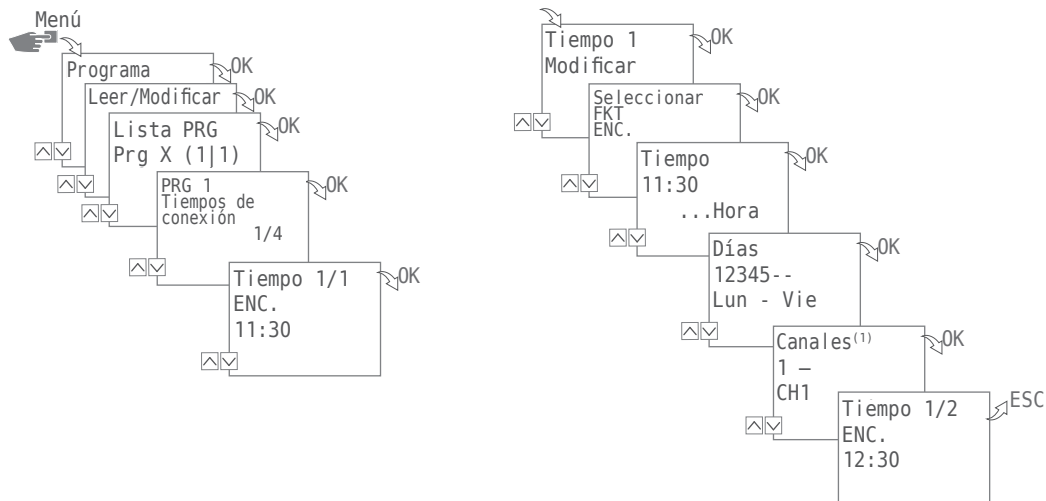 Menú
Programa
OK
Leer/Modificar
OK
Lista PRG
Prg X (1|1)
OK
PRG 1
Tiempos de
conexión
1/4
OK
Tiempo 1/1
ENC.
11:30
OK
Tiempo 1
Modificar
OK
Seleccionar
FKT
ENC.
OK
Tiempo
11:30
...Hora
OK
Días
12345--
Lun - Vie
OK
Canales(1)
1 –
CH1
OK
Tiempo 1/2
ENC.
12:30
ESC